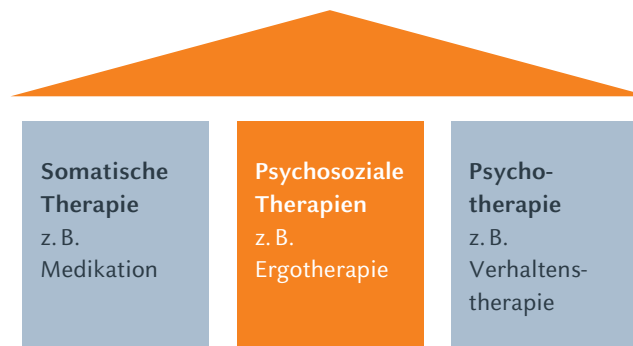 Somatische
Therapie
z. B.
Medikation
Psychosoziale
Therapien
z. B.
Ergotherapie
Psycho-
therapie
z. B.
Verhaltens-
therapie